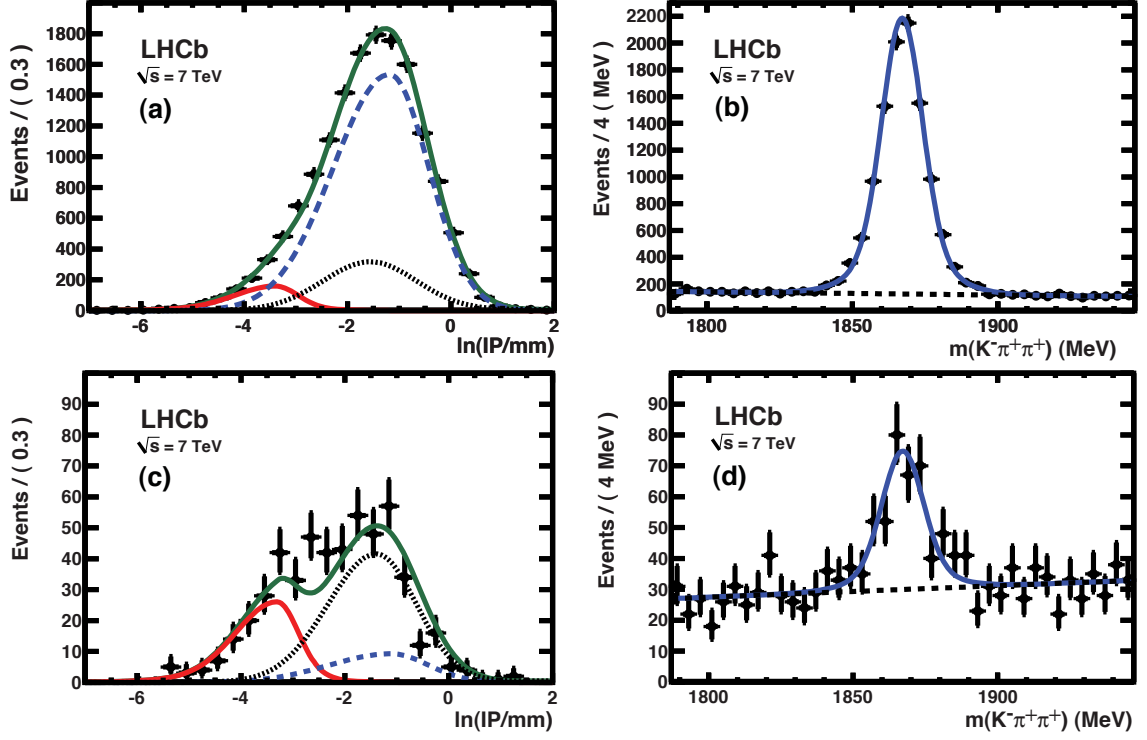 Events / ( 0.3 )
1800
1600
1400
1200
1000
800
600
400
200
0
LHCb
√s = 7 TeV
(a)
-6 -4 -2 0 2
ln(IP/mm)
Events / 4 ( MeV )
2200
2000
1800
1600
1400
1200
1000
800
600
400
200
0
LHCb
√s = 7 TeV
(b)
1800 1850 1900
m(K⁻π⁺π⁺) (MeV)
Events / ( 0.3 )
90
80
70
60
50
40
30
20
10
0
LHCb
√s = 7 TeV
(c)
-6 -4 -2 0 2
ln(IP/mm)
Events / ( 4 MeV )
90
80
70
60
50
40
30
20
10
0
LHCb
√s = 7 TeV
(d)
1800 1850 1900
m(K⁻π⁺π⁺) (MeV)